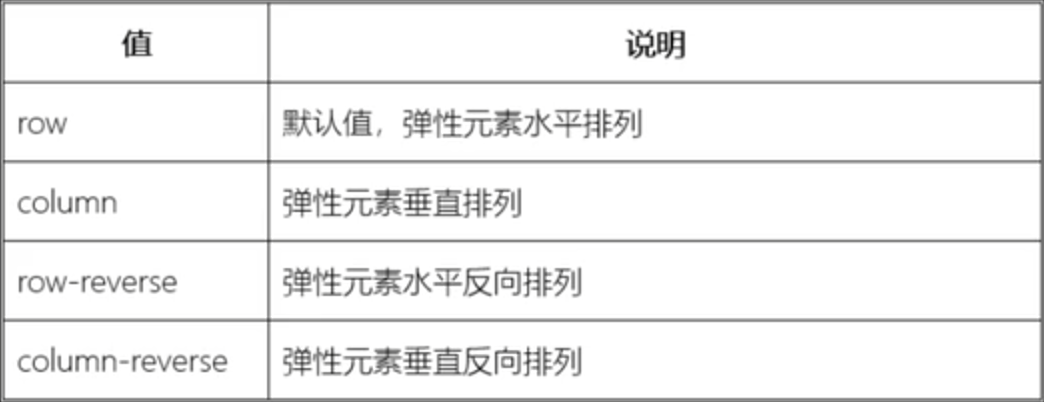 值 说明
row 默认值，弹性元素水平排列
column 弹性元素垂直排列
row-reverse 弹性元素水平反向排列
column-reverse 弹性元素垂直反向排列